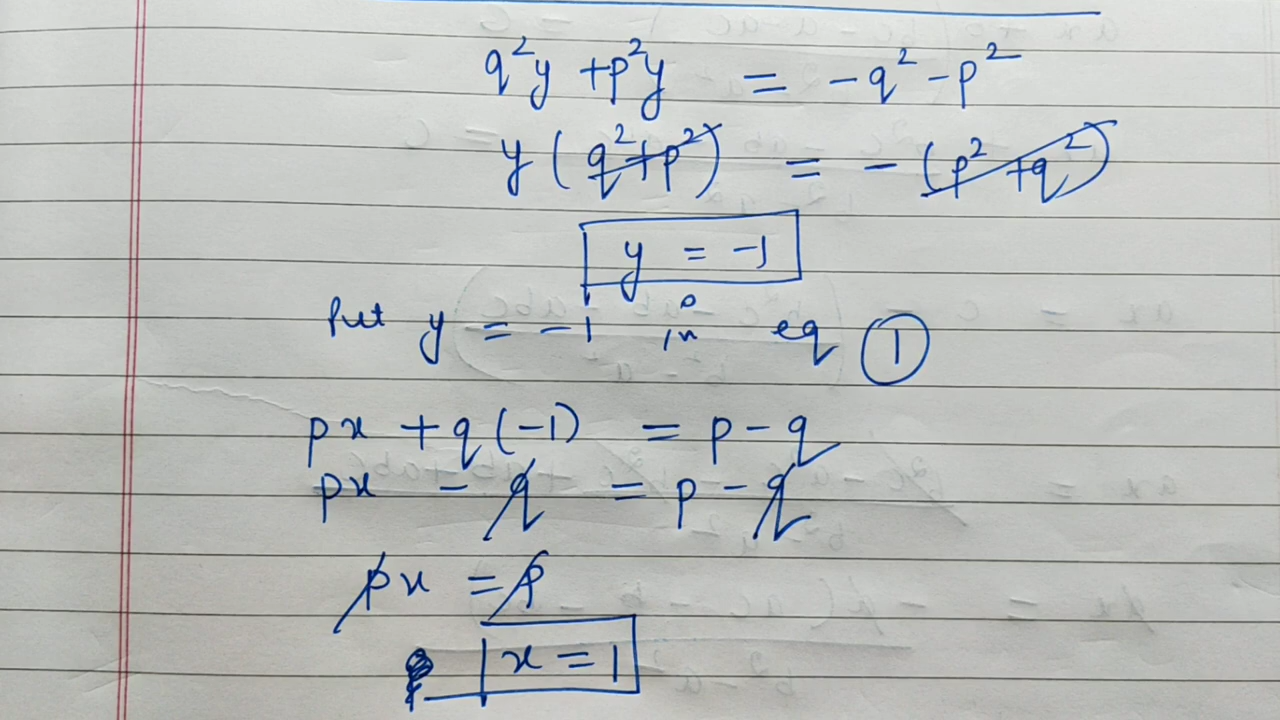 q²y + p²y = -q² - p²
y(q² + p²) = -(p² + q²)
y = -1
Put y = -1 in eq ①
px + q(-1) = p - q
px - q = p - q
px = p
x = 1